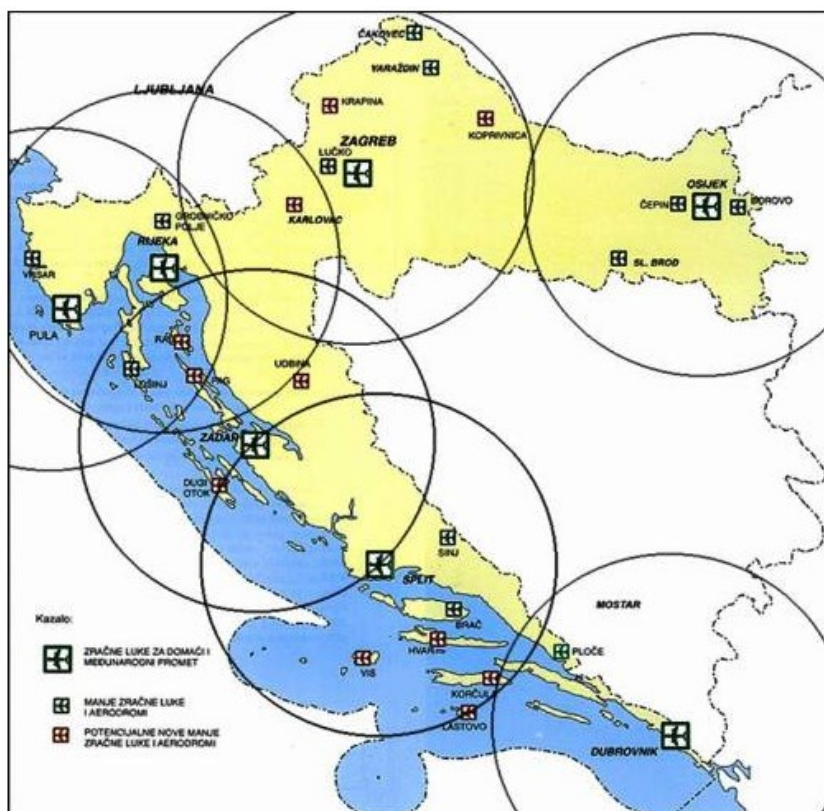 ČAKOVEC
VARAŽDIN
LJUBLJANA
KRAPINA
KOPRIVNICA
ZAGREB
LUČKO
OSIJEK
ČEPIN
BOROVO
KARLOVAC
GROBNIČKO
POLJE
RIJEKA
SL. BROD
VRSAR
PULA
RAB
LOŠINJ
PAG
UDBINA
ZADAR
DUGI
OTOK
SINJ
SPLIT
MOSTAR
BRAČ
Kazalo:
HVAR
PLOČE
ZRAČNE LUKE ZA DOMAĆI I
MEĐUNARODNI PROMET
VIS
KORČULA
MANJE ZRAČNE LUKE
I AERODROMI
LASTOVO
POTENCIJALNE NOVE MANJE
ZRAČNE LUKE I AERODROMI
DUBROVNIK